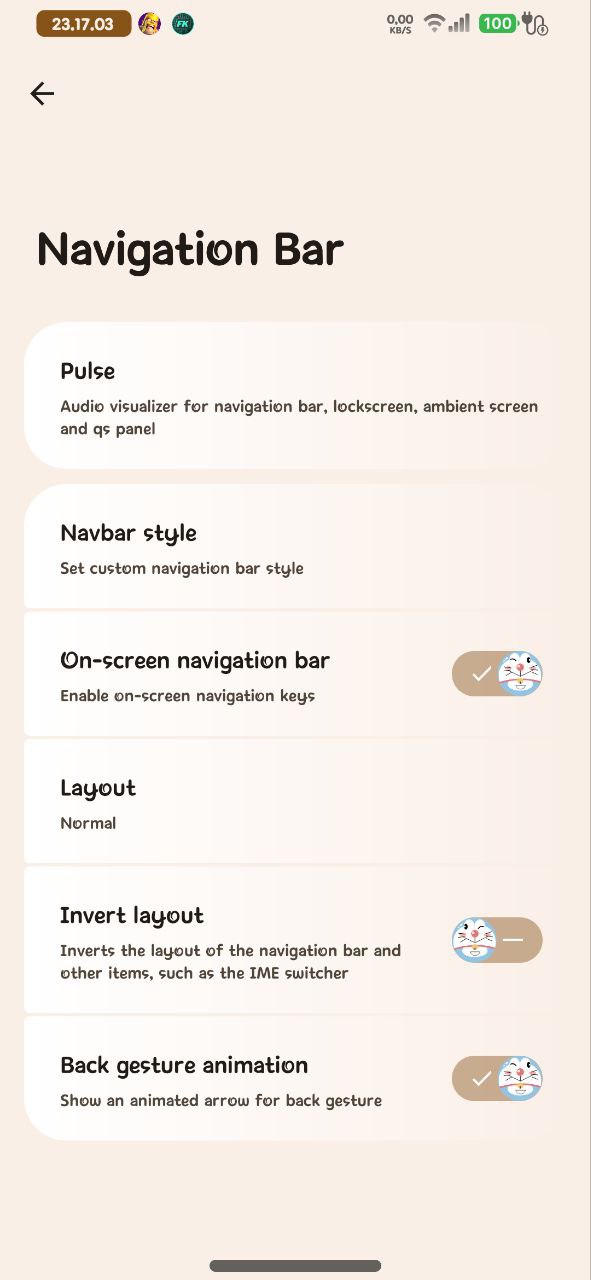 23.17.03
FK
0,00
KB/S
100
Navigation Bar
Pulse
Audio visualizer for navigation bar, lockscreen, ambient screen
and qs panel
Navbar style
Set custom navigation bar style
On-screen navigation bar
Enable on-screen navigation keys
Layout
Normal
Invert layout
Inverts the layout of the navigation bar and
other items, such as the IME switcher
Back gesture animation
Show an animated arrow for back gesture